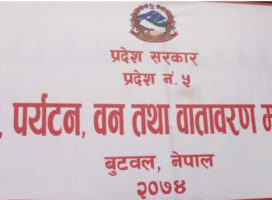 प्रदेश सरकार
प्रदेश नं. ५
, पर्यटन, वन तथा वातावरण
बुटवल, नेपाल
२०७४